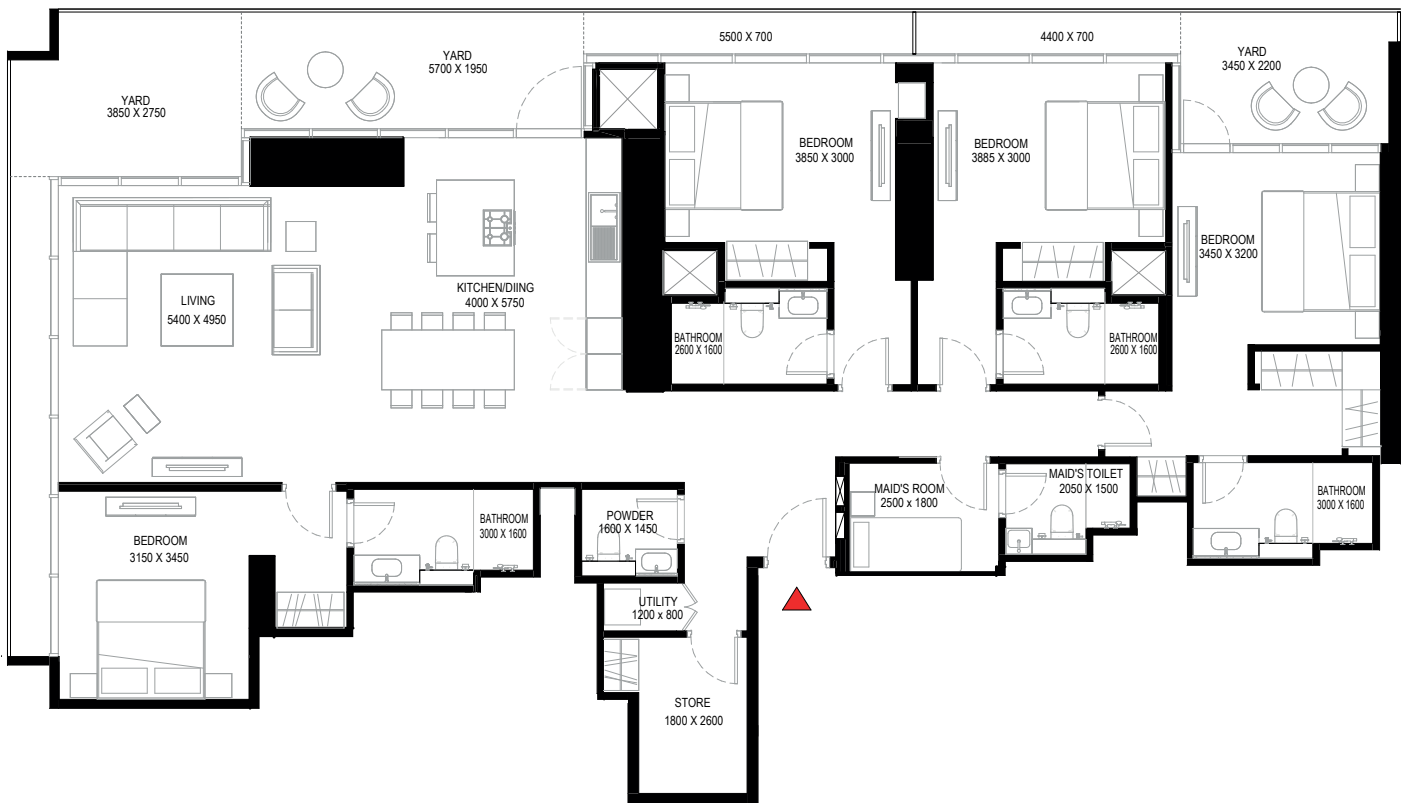 5500 X 700
4400 X 700
YARD
5700 X 1950
YARD
3450 X 2200
YARD
3850 X 2750
BEDROOM
3850 X 3000
BEDROOM
3885 X 3000
BEDROOM
3450 X 3200
LIVING
5400 X 4950
KITCHEN/DIING
4000 X 5750
BATHROOM
2600 X 1600
BATHROOM
2600 X 1600
MAID'S ROOM
2500 x 1800
MAID'S TOILET
2050 X 1500
BATHROOM
3000 X 1600
BATHROOM
3000 X 1600
POWDER
1600 X 1450
BEDROOM
3150 X 3450
UTILITY
1200 x 800
STORE
1800 X 2600